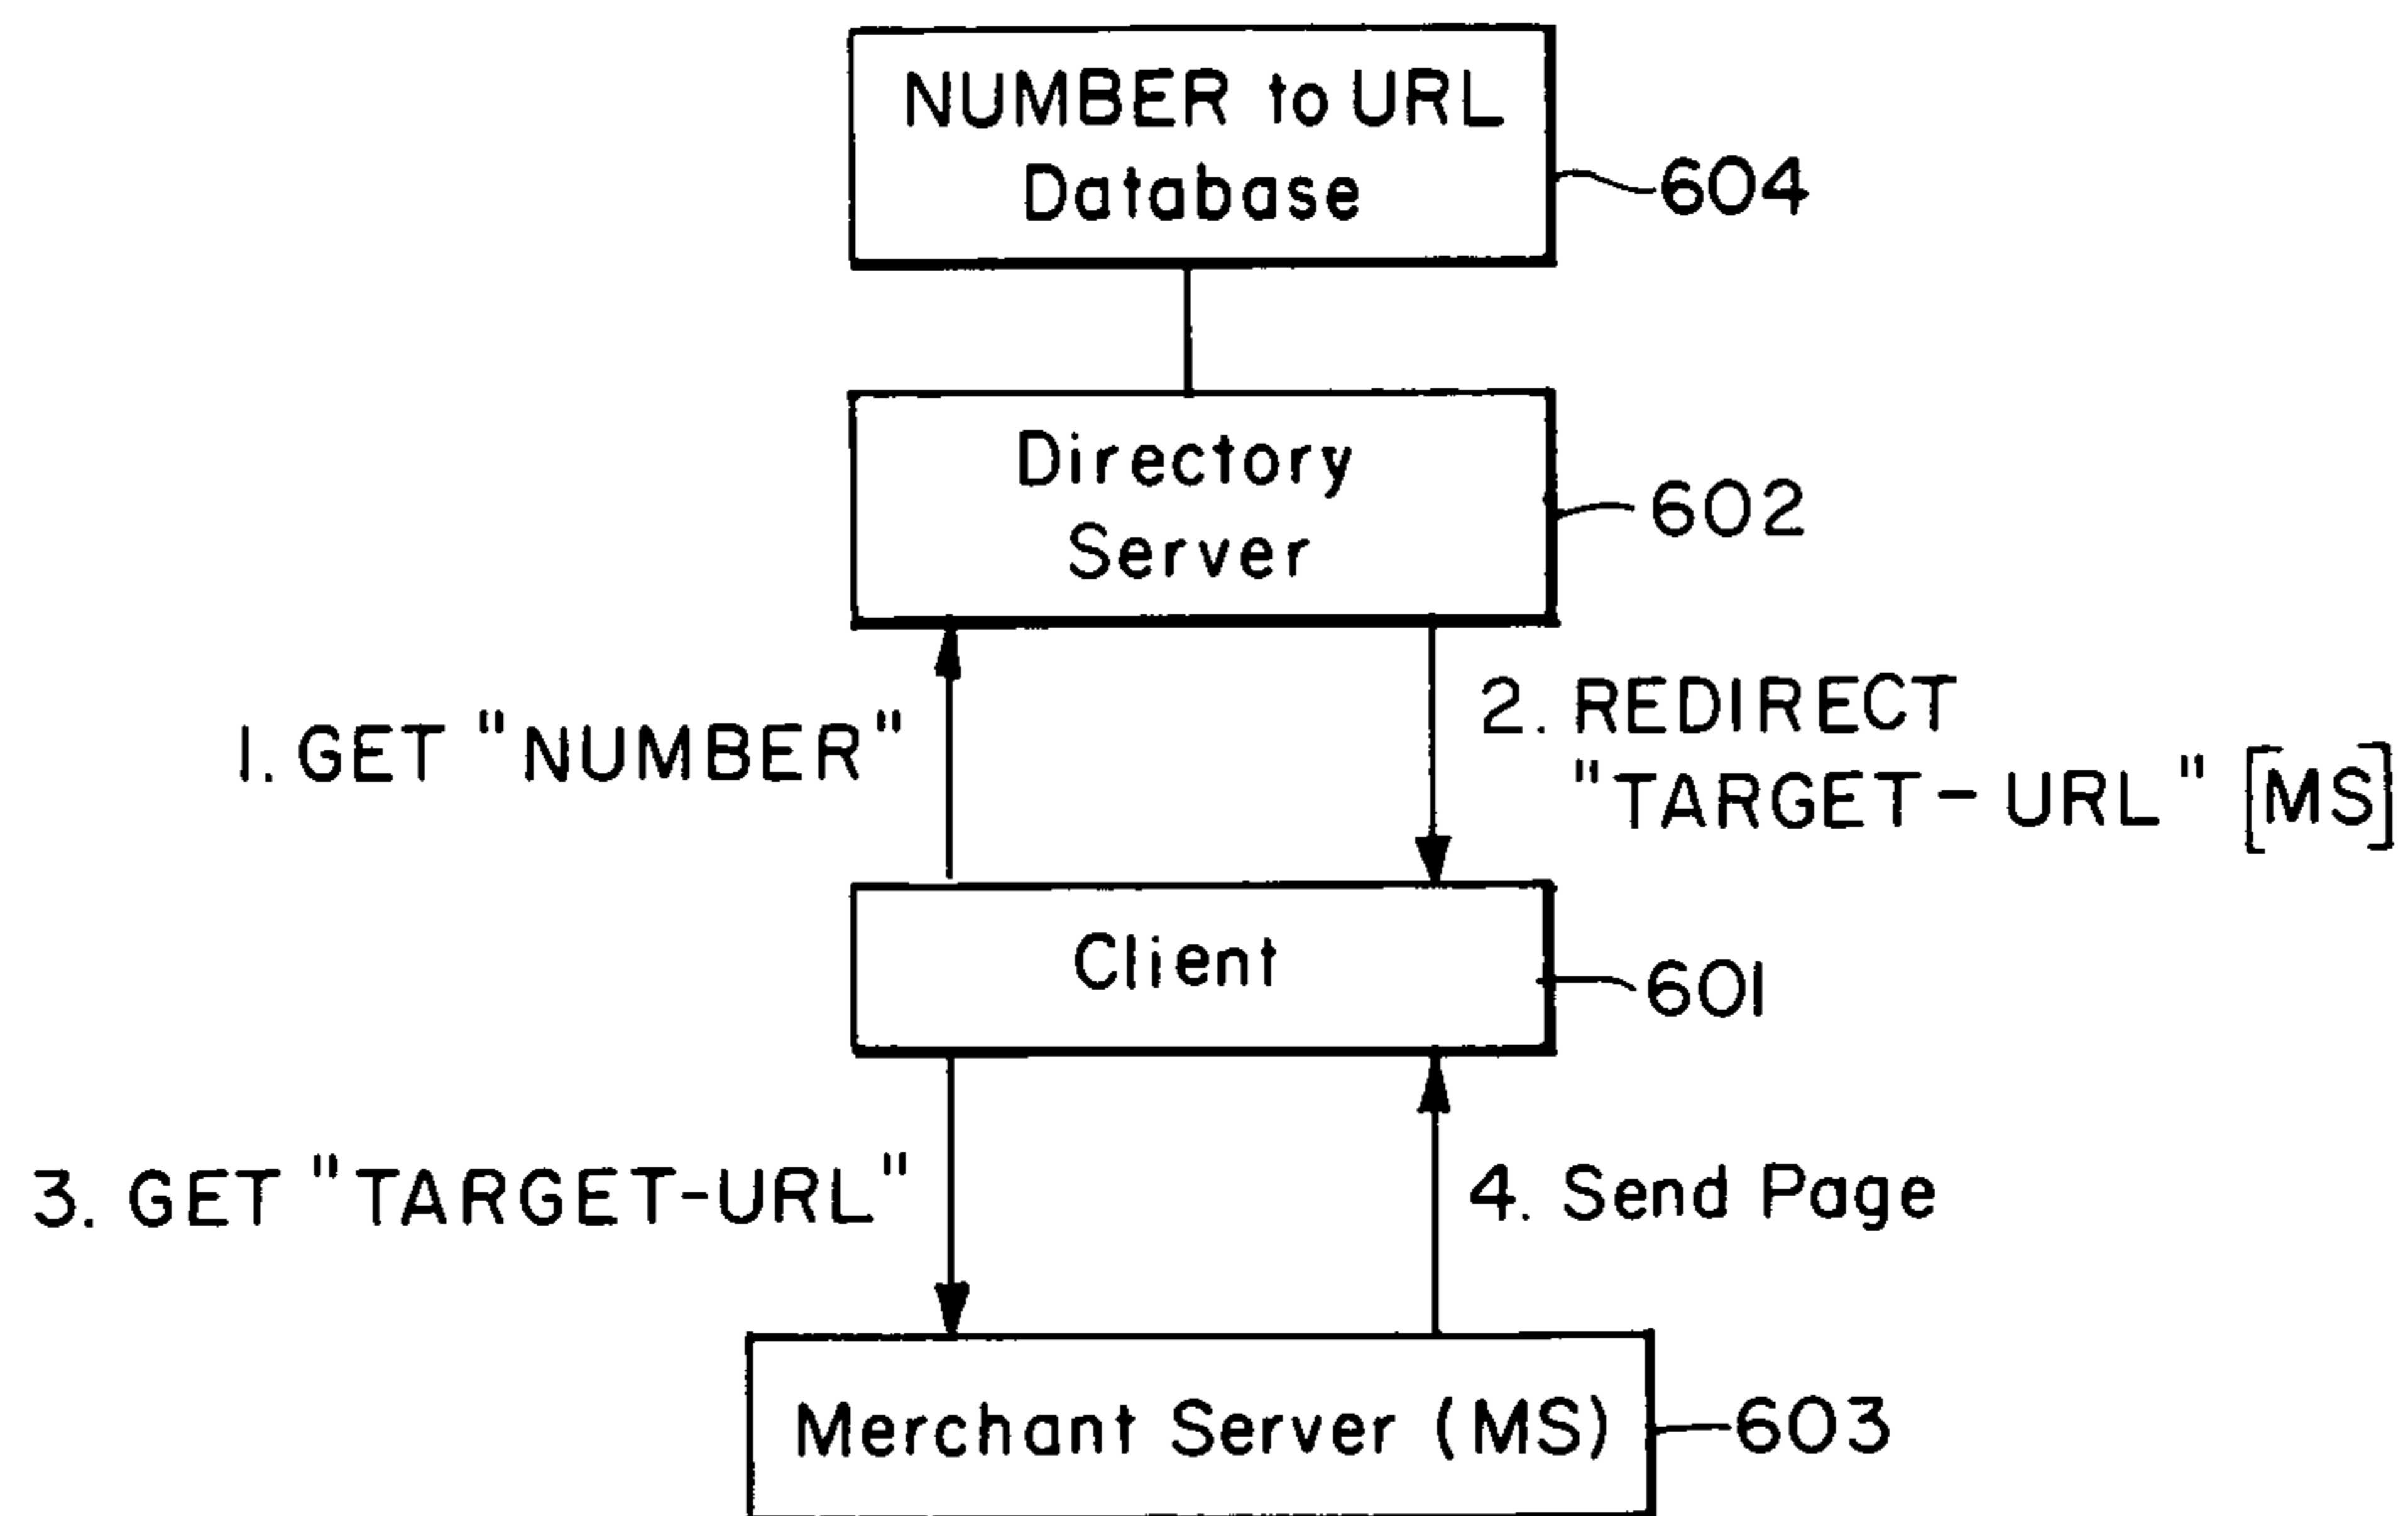 NUMBER to URL
Database
604
Directory
Server
602
1. GET "NUMBER"
2. REDIRECT
"TARGET-URL" [MS]
Client
601
3. GET "TARGET-URL"
4. Send Page
Merchant Server (MS)
603